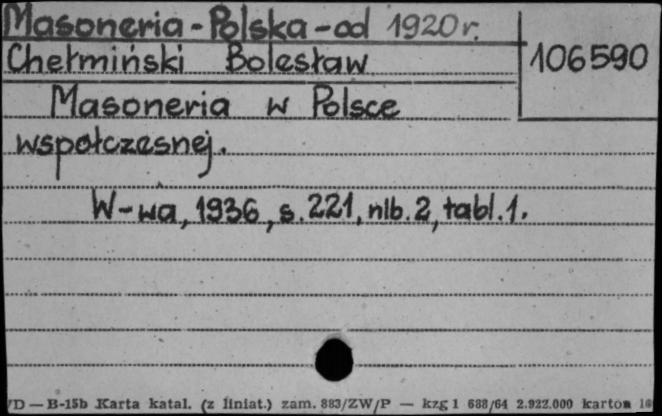 Masoneria - Polska - od 1920 r.
Chełmiński Bolesław
106590
Masoneria w Polsce
współczesnej.
W-wa, 1936, s. 221, nlb. 2, tabl. 1.
D — B-15b Karta katal. (z liniat.) zam. 883/ZW/P — kzg 1 688/64 2.922.000 karton